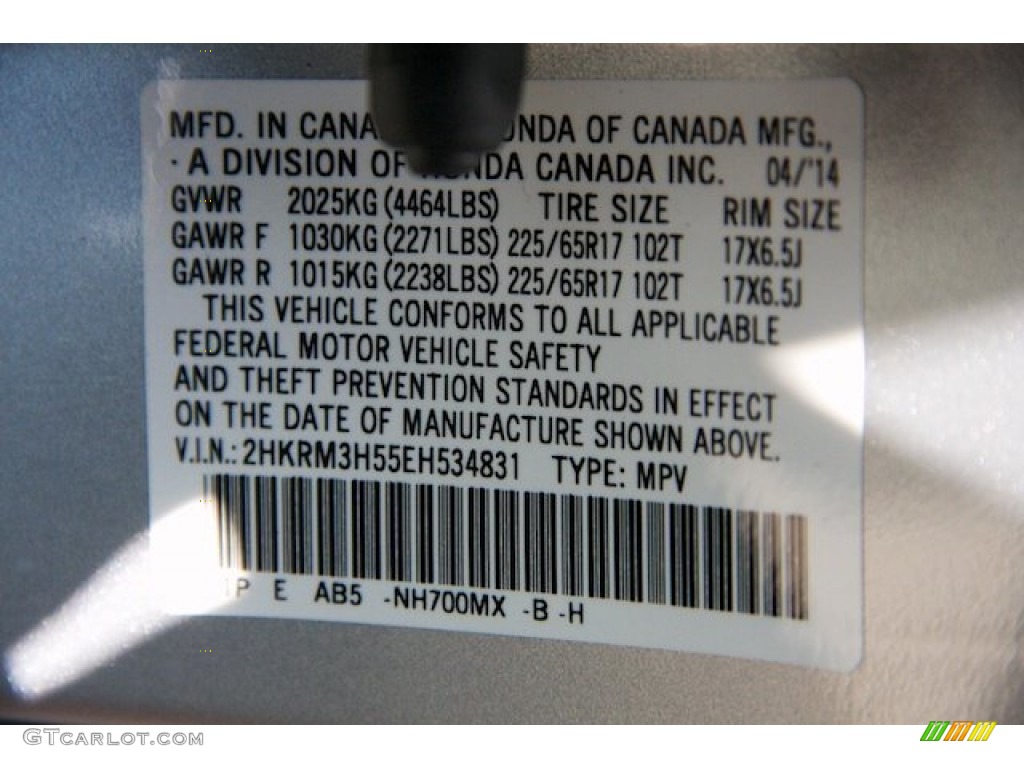 MFD. IN CANA NDA OF CANADA MFG.,
· A DIVISION OF NDA CANADA INC. 04/'14
GVWR 2025KG (4464LBS) TIRE SIZE RIM SIZE
GAWR F 1030KG (2271LBS) 225/65R17 102T 17X6.5J
GAWR R 1015KG (2238LBS) 225/65R17 102T 17X6.5J
THIS VEHICLE CONFORMS TO ALL APPLICABLE
FEDERAL MOTOR VEHICLE SAFETY
AND THEFT PREVENTION STANDARDS IN EFFECT
ON THE DATE OF MANUFACTURE SHOWN ABOVE.
V.I.N.: 2HKRM3H55EH534831 TYPE: MPV
P E AB5 -NH700MX -B -H
GTCARLOT.COM